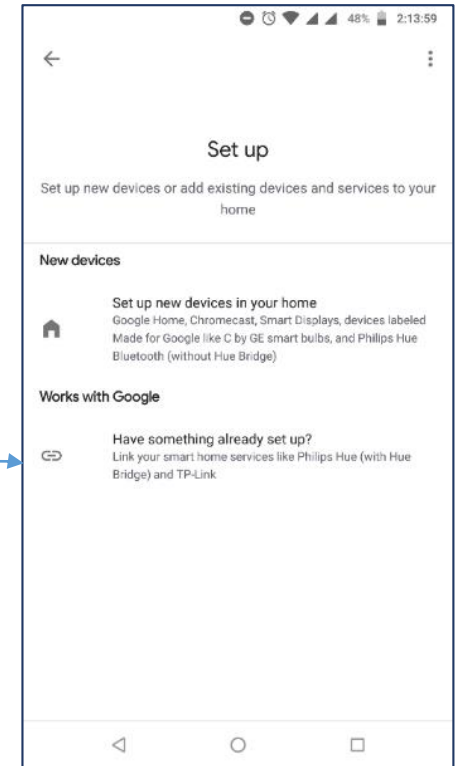 48% 2:13:59
Set up
Set up new devices or add existing devices and services to your
home
New devices
Set up new devices in your home
Google Home, Chromecast, Smart Displays, devices labeled
Made for Google like C by GE smart bulbs, and Philips Hue
Bluetooth (without Hue Bridge)
Works with Google
Have something already set up?
Link your smart home services like Philips Hue (with Hue
Bridge) and TP-Link